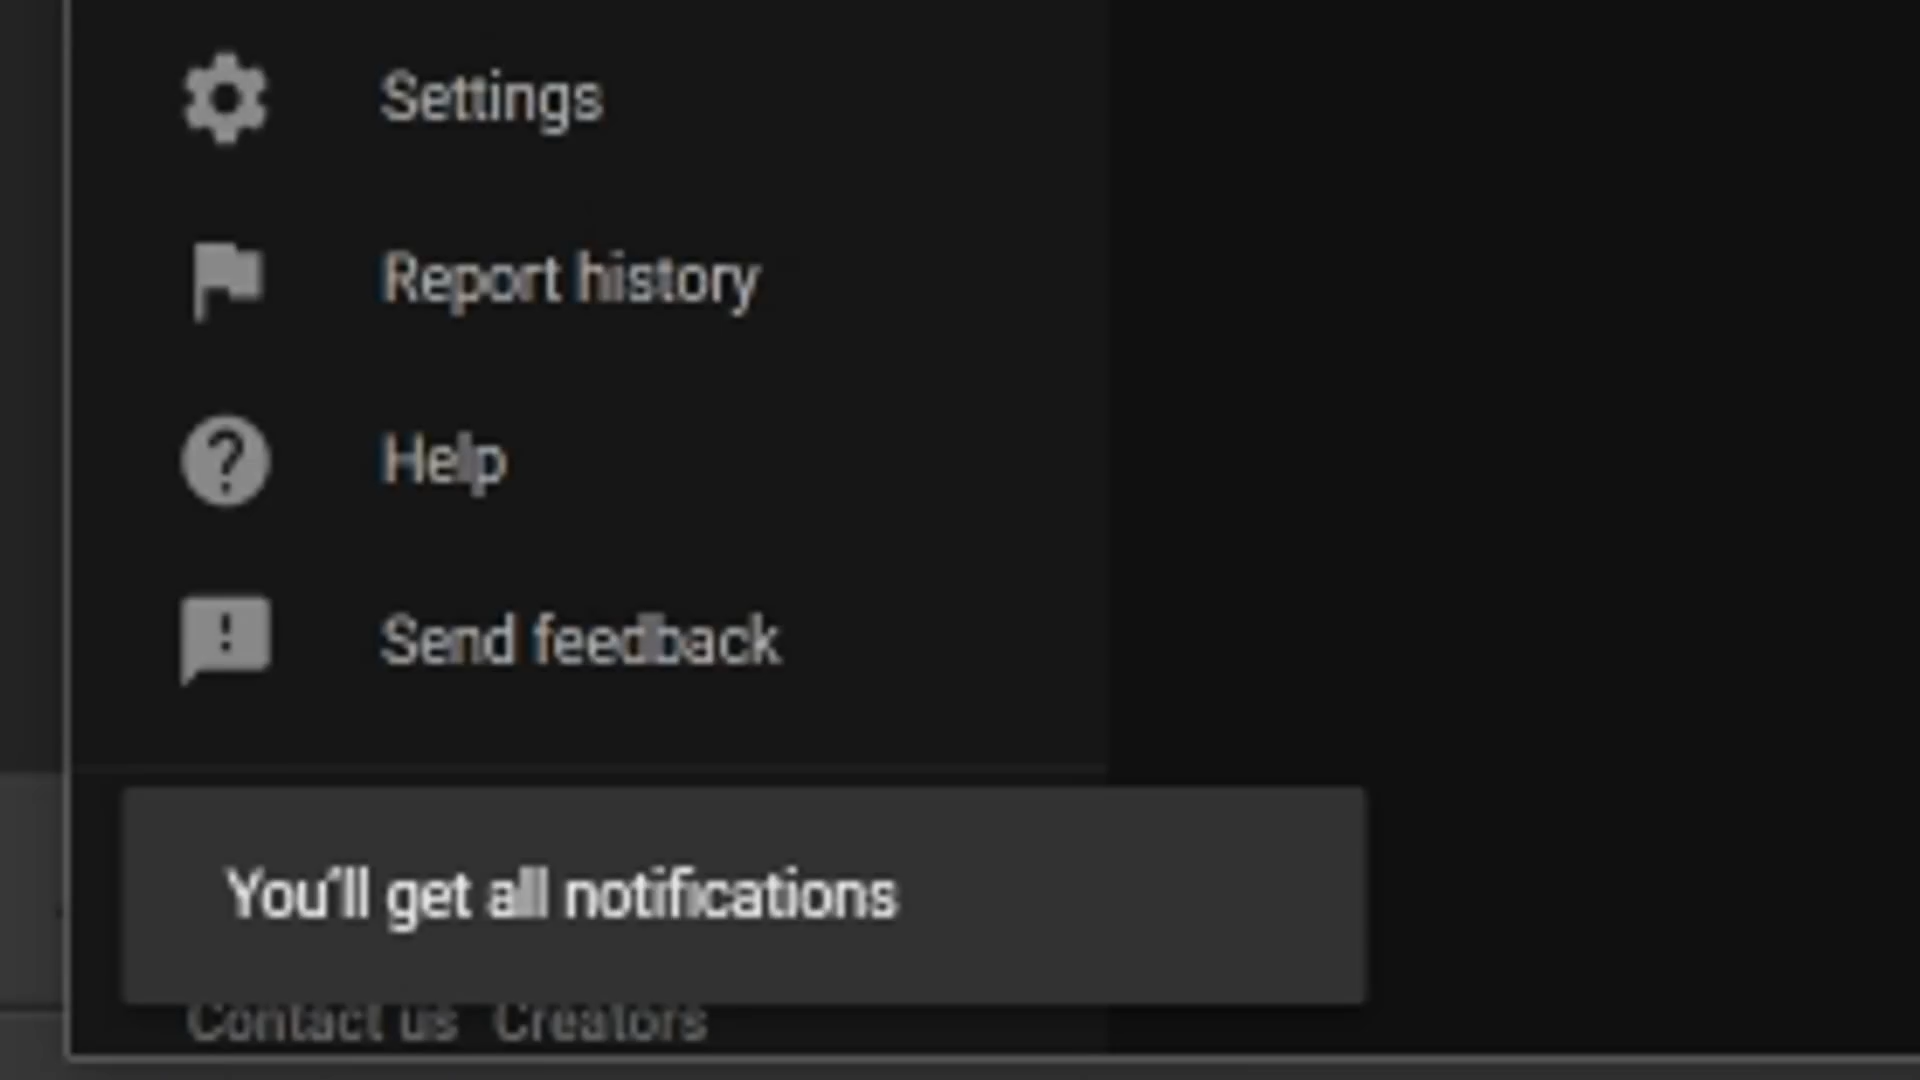 Settings
Report history
Help
Send feedback
You'll get all notifications
Contact us Creators